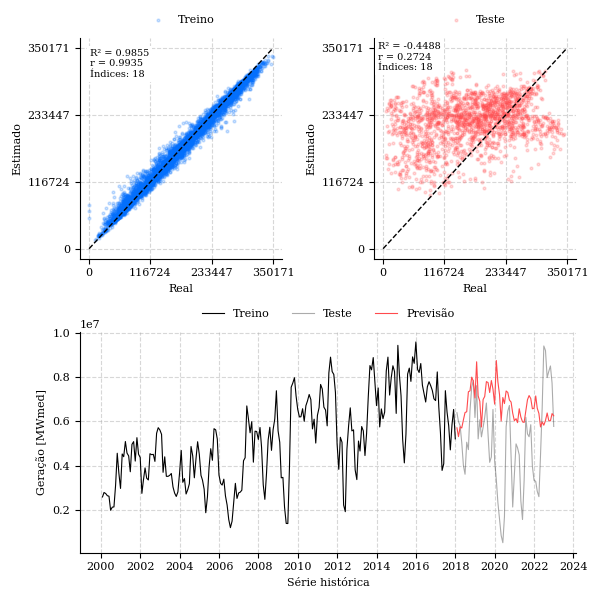 Treino
Teste
350171
233447
116724
0
Estimado
R² = 0.9855
r = 0.9935
Índices: 18
0
116724
233447
350171
Real
350171
233447
116724
0
Estimado
R² = -0.4488
r = 0.2724
Índices: 18
0
116724
233447
350171
Real
Treino
Teste
Previsão
1e7
1.0
0.8
0.6
0.4
0.2
Geração [MWmed]
2000
2002
2004
2006
2008
2010
2012
2014
2016
2018
2020
2022
2024
Série histórica